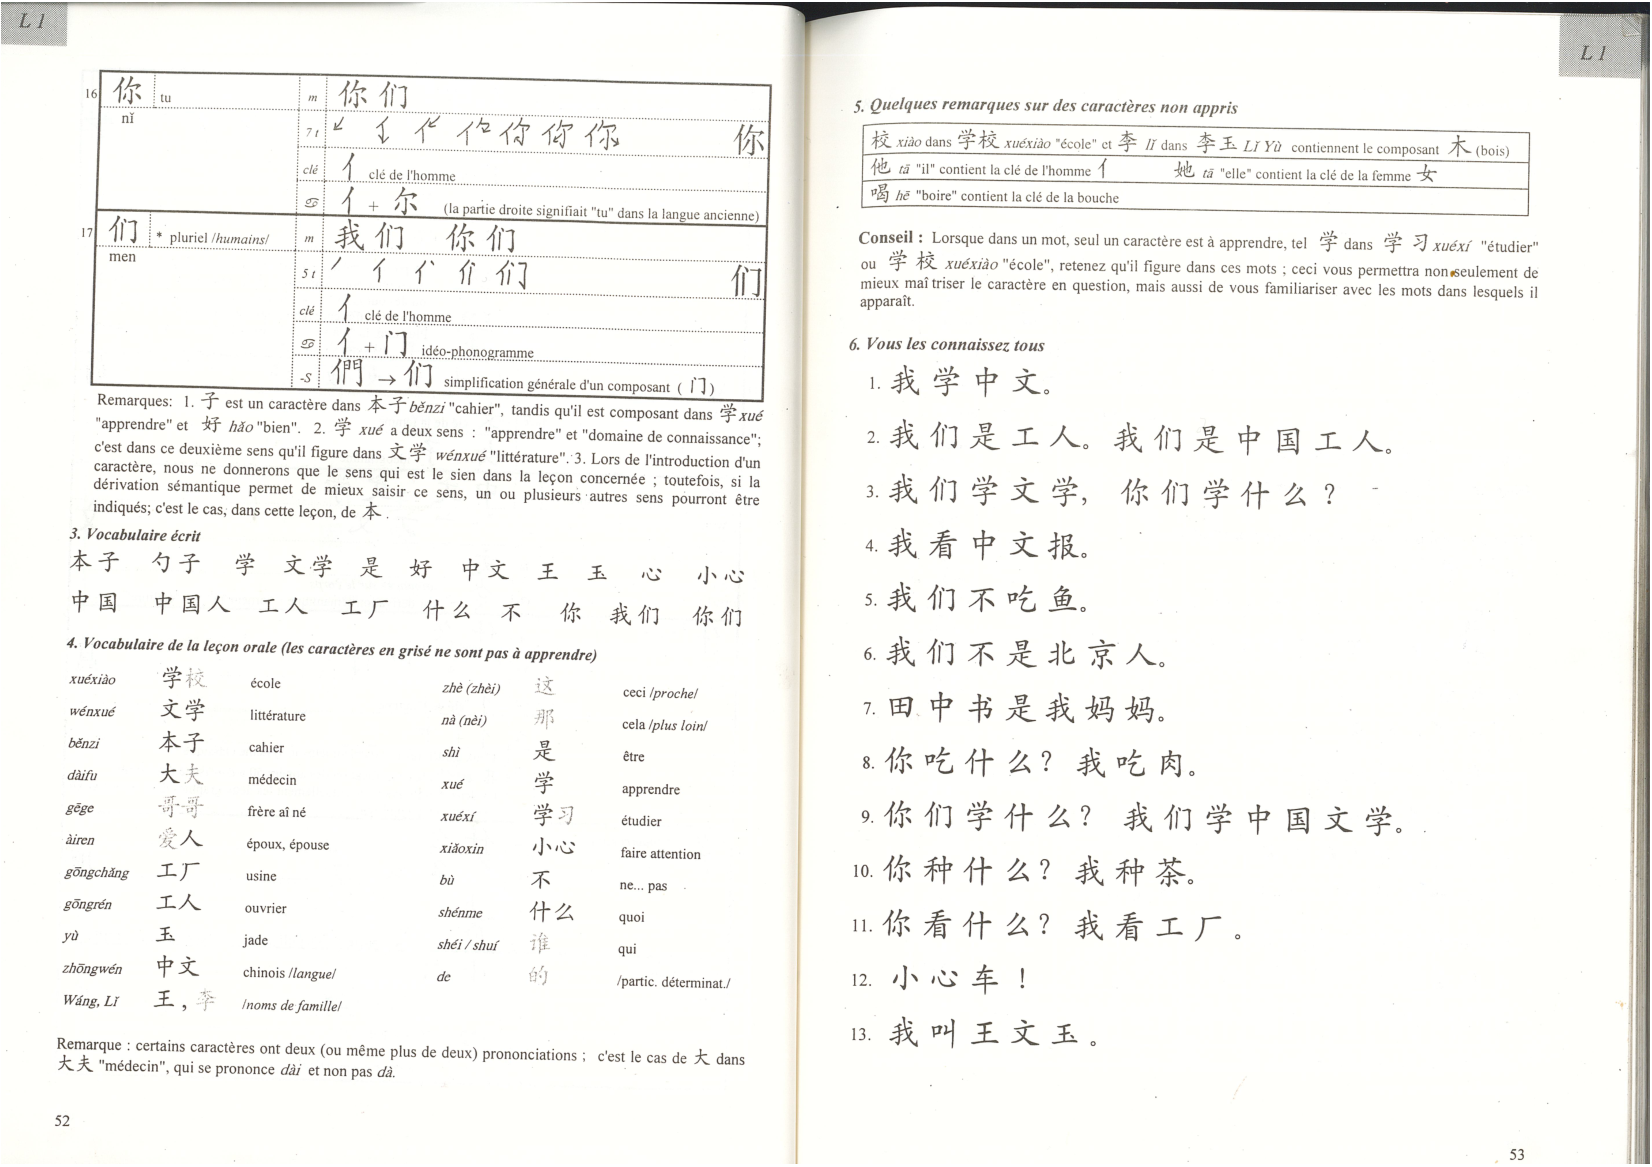 L 1
16 你 tu m 你 们
nǐ
7 t 你
clé 亻 clé de l'homme
亻 + 尔 (la partie droite signifiait "tu" dans la langue ancienne)
17 们 * pluriel /humains/ m 我 们 你 们
men
5 t 们
clé 亻 clé de l'homme
亻 + 门 idéo-phonogramme
-S 們 → 们 simplification générale d'un composant ( 门 )
Remarques: 1. 子 est un caractère dans 本子 běnzi "cahier", tandis qu'il est composant dans 学 xué
"apprendre" et 好 hǎo "bien". 2. 学 xué a deux sens : "apprendre" et "domaine de connaissance";
c'est dans ce deuxième sens qu'il figure dans 文学 wénxué "littérature". 3. Lors de l'introduction d'un
caractère, nous ne donnerons que le sens qui est le sien dans la leçon concernée ; toutefois, si la
dérivation sémantique permet de mieux saisir ce sens, un ou plusieurs autres sens pourront être
indiqués; c'est le cas, dans cette leçon, de 本 .
3. Vocabulaire écrit
本子 勺子 学 文学 是 好 中文 王 玉 心 小心
中国 中国人 工人 工厂 什么 不 你 我们 你们
4. Vocabulaire de la leçon orale (les caractères en grisé ne sont pas à apprendre)
xuéxiào 学校 école
wénxué 文学 littérature
běnzi 本子 cahier
dàifu 大夫 médecin
gēge 哥哥 frère aîné
àiren 爱人 époux, épouse
gōngchǎng 工厂 usine
gōngrén 工人 ouvrier
yù 玉 jade
zhōngwén 中文 chinois /langue/
Wáng, Lǐ 王 , 李 /noms de famille/
zhè (zhèi) 这 ceci /proche/
nà (nèi) 那 cela /plus loin/
shì 是 être
xué 学 apprendre
xuéxí 学习 étudier
xiǎoxin 小心 faire attention
bù 不 ne... pas
shénme 什么 quoi
shéi / shuí 谁 qui
de 的 /partic. déterminat./
Remarque : certains caractères ont deux (ou même plus de deux) prononciations ; c'est le cas de 大 dans
大夫 "médecin", qui se prononce dài et non pas dà.
52
L 1
5. Quelques remarques sur des caractères non appris
校 xiào dans 学校 xuéxiào "école" et 李 lǐ dans 李玉 Lǐ Yù contiennent le composant 木 (bois)
他 tā "il" contient la clé de l'homme 亻 她 tā "elle" contient la clé de la femme 女
喝 hē "boire" contient la clé de la bouche
Conseil : Lorsque dans un mot, seul un caractère est à apprendre, tel 学 dans 学习 xuéxí "étudier"
ou 学校 xuéxiào "école", retenez qu'il figure dans ces mots ; ceci vous permettra non seulement de
mieux maîtriser le caractère en question, mais aussi de vous familiariser avec les mots dans lesquels il
apparaît.
6. Vous les connaissez tous
1. 我学中文。
2. 我们是工人。我们是中国工人。
3. 我们学文学, 你们学什么?
4. 我看中文报。
5. 我们不吃鱼。
6. 我们不是北京人。
7. 田中书是我妈妈。
8. 你吃什么? 我吃肉。
9. 你们学什么? 我们学中国文学。
10. 你种什么? 我种茶。
11. 你看什么? 我看工厂。
12. 小心车!
13. 我叫王文玉。
53